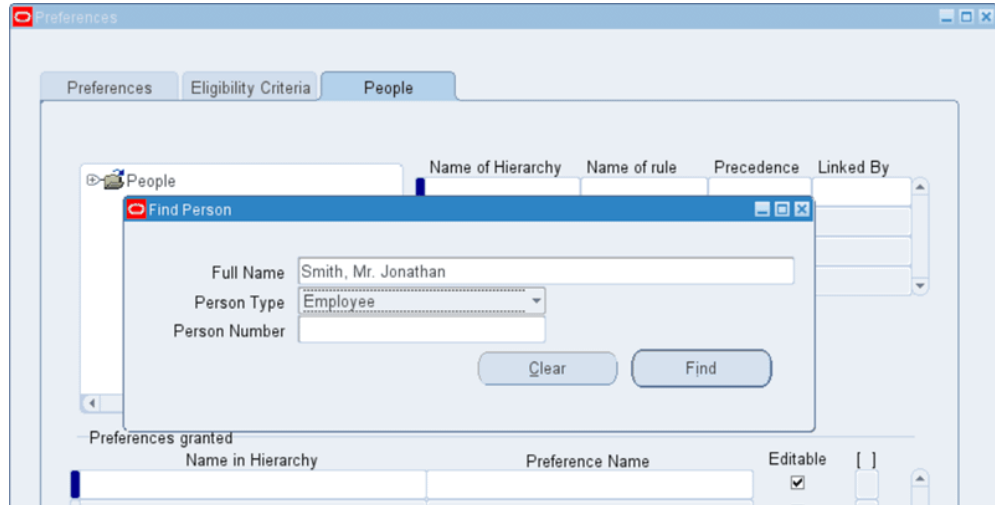 Preferences
Preferences Eligibility Criteria People
People
Name of Hierarchy Name of rule Precedence Linked By
Find Person
Full Name Smith, Mr. Jonathan
Person Type Employee
Person Number
Clear Find
Preferences granted
Name in Hierarchy Preference Name Editable [ ]